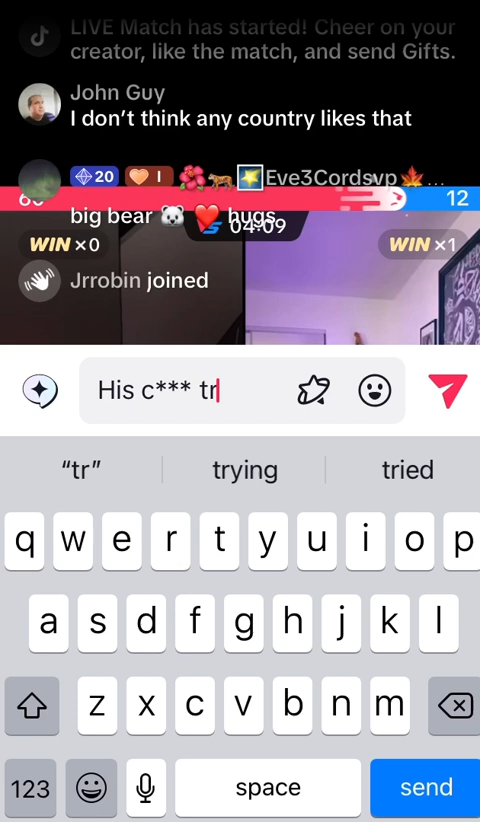 LIVE Match has started! Cheer on your
creator, like the match, and send Gifts.
John Guy
I don’t think any country likes that
20 I 🌺🐆🌟Eve3Cordsvp🍁...
12
big bear 🐻‍❄️ ❤️ hugs
04:09
WIN ×0
WIN ×1
👋 Jrrobin joined
His c*** tr
“tr” trying tried
q w e r t y u i o p
a s d f g h j k l
z x c v b n m
123 space send